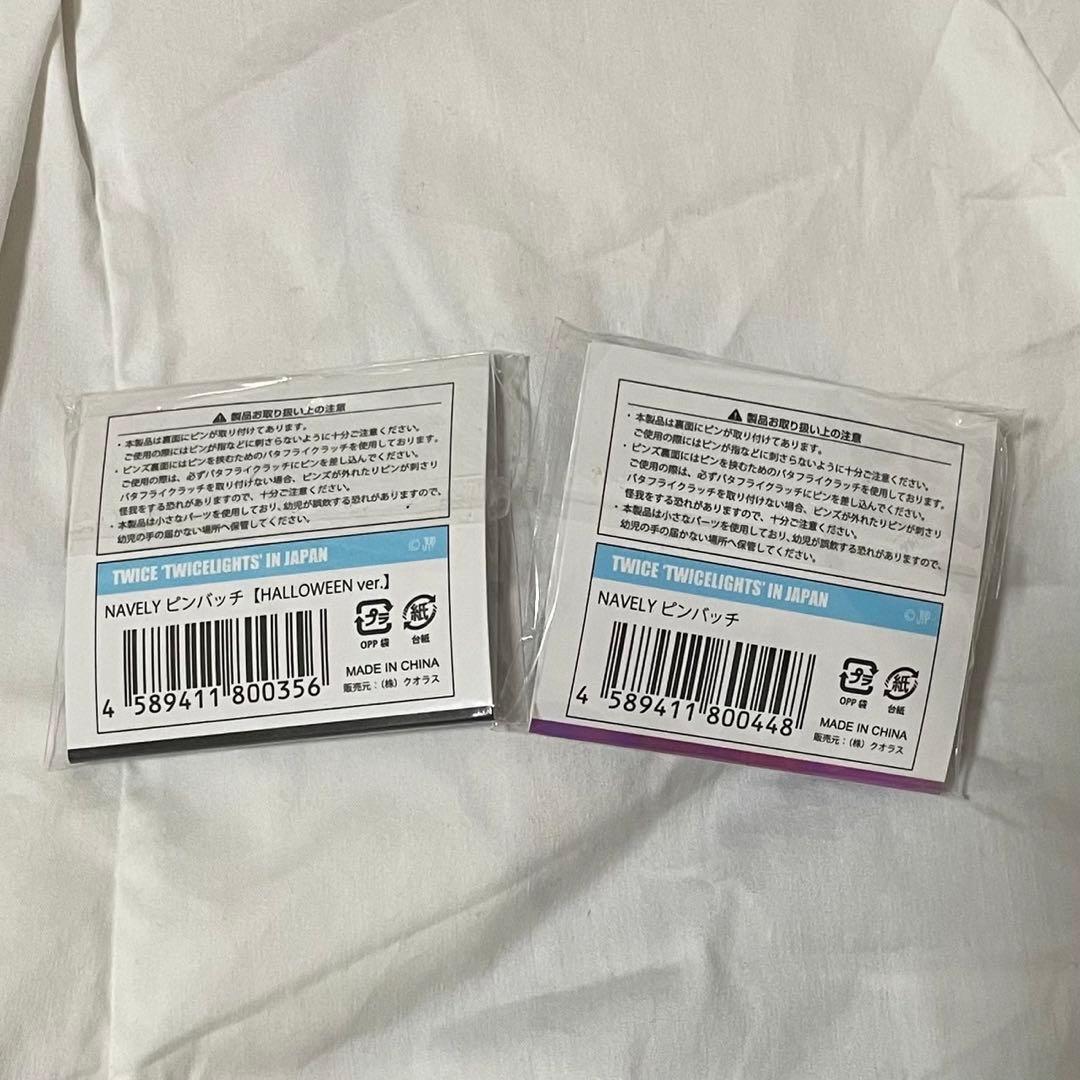 ⚠ 製品お取り扱い上の注意
・本製品は裏面にピンが取り付けてあります。
ご使用の際にはピンが指などに刺さらないように十分ご注意ください。
・ピンズ裏面にはピンを挟むためのバタフライクラッチを使用しております。
ご使用の際は、必ずバタフライクラッチにピンを差し込んでください。
バタフライクラッチを取り付けない場合、ピンズが外れたりピンが刺さり
怪我をする恐れがありますので、十分ご注意ください。
・本製品は小さなパーツを使用しており、幼児が誤飲する恐れがありますので、
幼児の手の届かない場所へ保管してください。
TWICE 'TWICELIGHTS' IN JAPAN
©
NAVELY ピンバッチ【HALLOWEEN ver.】
プラ
紙
OPP 袋
台紙
MADE IN CHINA
販売元：（株）クオラス
4 589411 800356
⚠ 製品お取り扱い上の注意
・本製品は裏面にピンが取り付けてあります。
ご使用の際にはピンが指などに刺さらないように十分ご注意ください。
・ピンズ裏面にはピンを挟むためのバタフライクラッチを使用しております。
ご使用の際は、必ずバタフライクラッチにピンを差し込んでください。
バタフライクラッチを取り付けない場合、ピンズが外れたりピンが刺さり
怪我をする恐れがありますので、十分ご注意ください。
・本製品は小さなパーツを使用しており、幼児が誤飲する恐れがありますので、
幼児の手の届かない場所へ保管してください。
TWICE 'TWICELIGHTS' IN JAPAN
©
NAVELY ピンバッチ
プラ
紙
OPP 袋
台紙
MADE IN CHINA
販売元：（株）クオラス
4 589411 800448